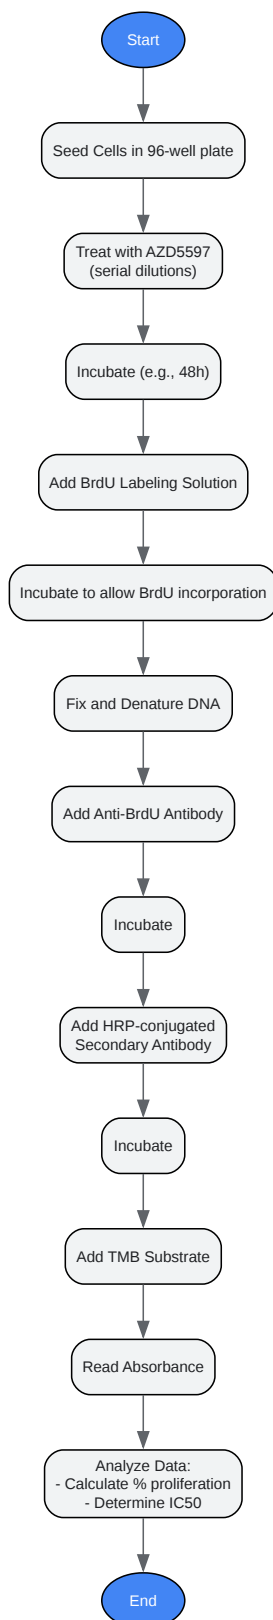 Start
Seed Cells in 96-well plate
Treat with AZD5597
(serial dilutions)
Incubate (e.g., 48h)
Add BrdU Labeling Solution
Incubate to allow BrdU incorporation
Fix and Denature DNA
Add Anti-BrdU Antibody
Incubate
Add HRP-conjugated
Secondary Antibody
Incubate
Add TMB Substrate
Read Absorbance
Analyze Data:
- Calculate % proliferation
- Determine IC50
End